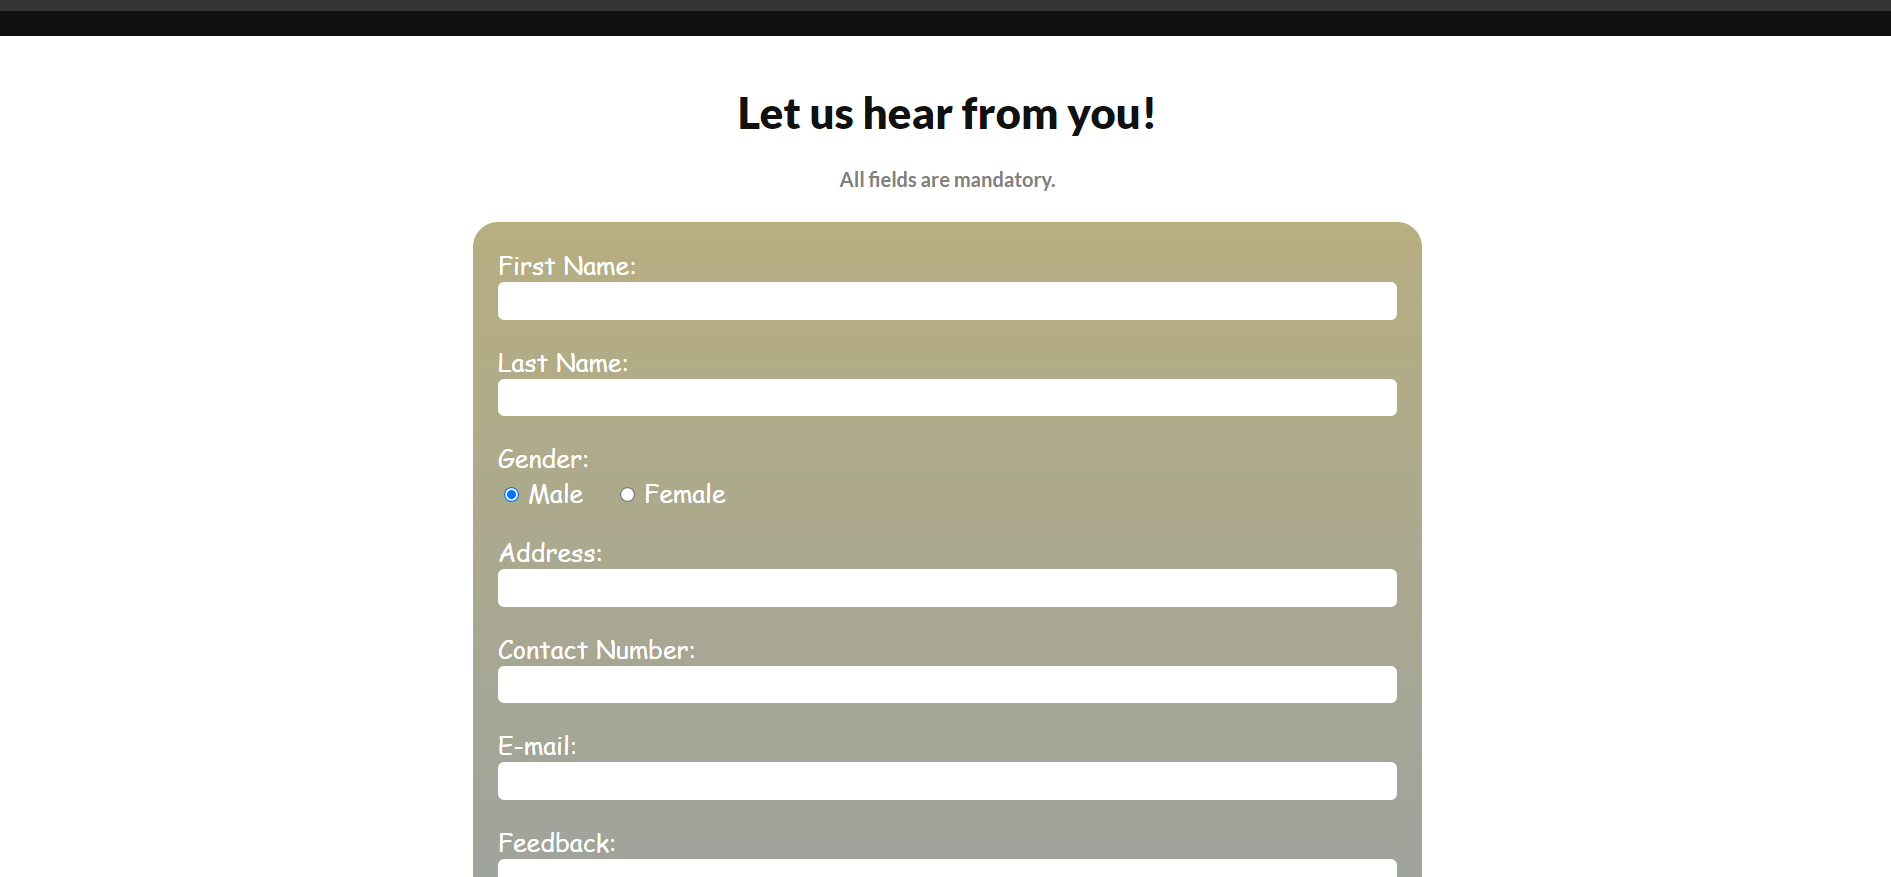 Let us hear from you!
All fields are mandatory.
First Name:
Last Name:
Gender:
Male Female
Address:
Contact Number:
E-mail:
Feedback: